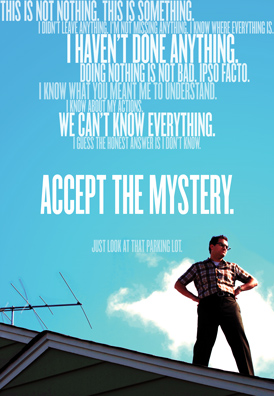 THIS IS NOT NOTHING. THIS IS SOMETHING.
I DIDN'T LEAVE ANYTHING. I'M NOT MISSING ANYTHING. I KNOW WHERE EVERYTHING IS.
I HAVEN'T DONE ANYTHING.
DOING NOTHING IS NOT BAD. IPSO FACTO.
I KNOW WHAT YOU MEANT ME TO UNDERSTAND.
I KNOW ABOUT MY ACTIONS.
WE CAN'T KNOW EVERYTHING.
I GUESS THE HONEST ANSWER IS I DON'T KNOW.
ACCEPT THE MYSTERY.
JUST LOOK AT THAT PARKING LOT.